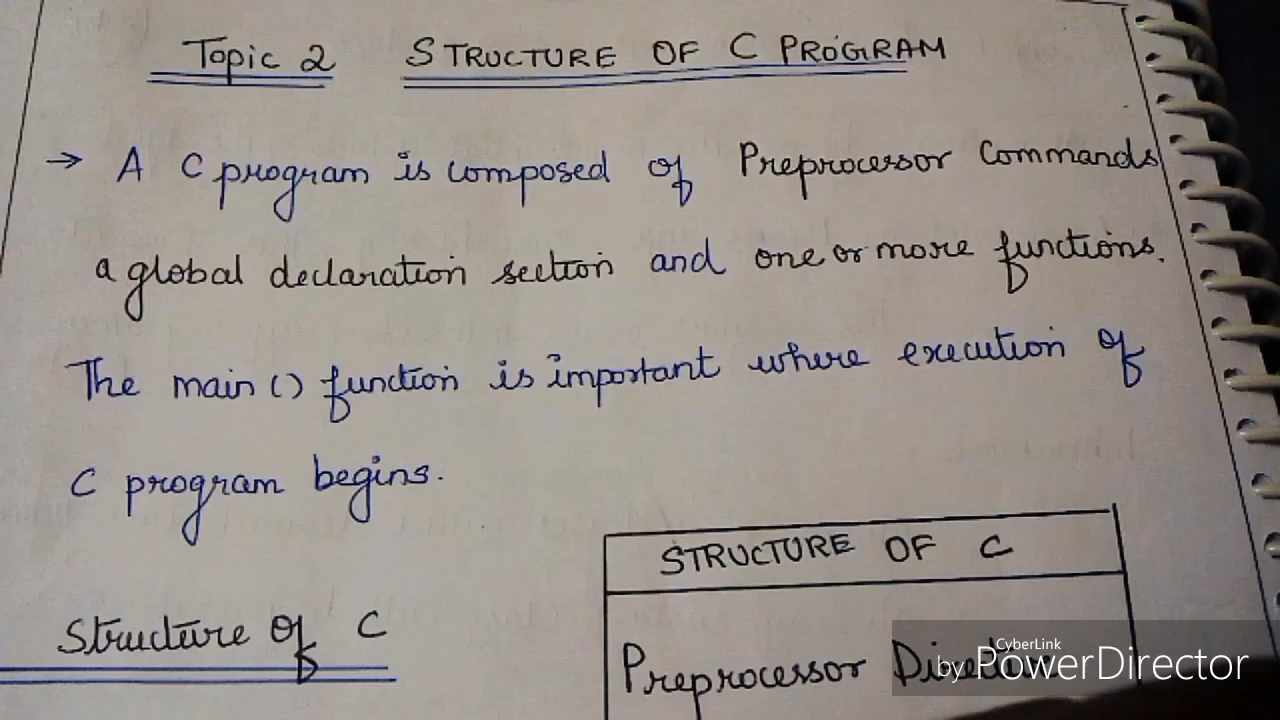 Topic 2 STRUCTURE OF C PROGRAM
→ A C program is composed of Preprocessor Commands
a global declaration section and one or more functions.
The main() function is important where execution of
C program begins.
STRUCTURE OF C
Structure of C
Preprocessor
CyberLink
by PowerDirector